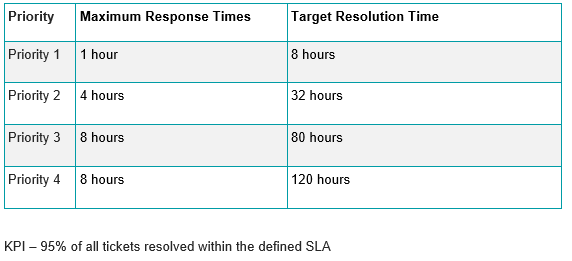 Priority Maximum Response Times Target Resolution Time
Priority 1 1 hour 8 hours
Priority 2 4 hours 32 hours
Priority 3 8 hours 80 hours
Priority 4 8 hours 120 hours
KPI – 95% of all tickets resolved within the defined SLA